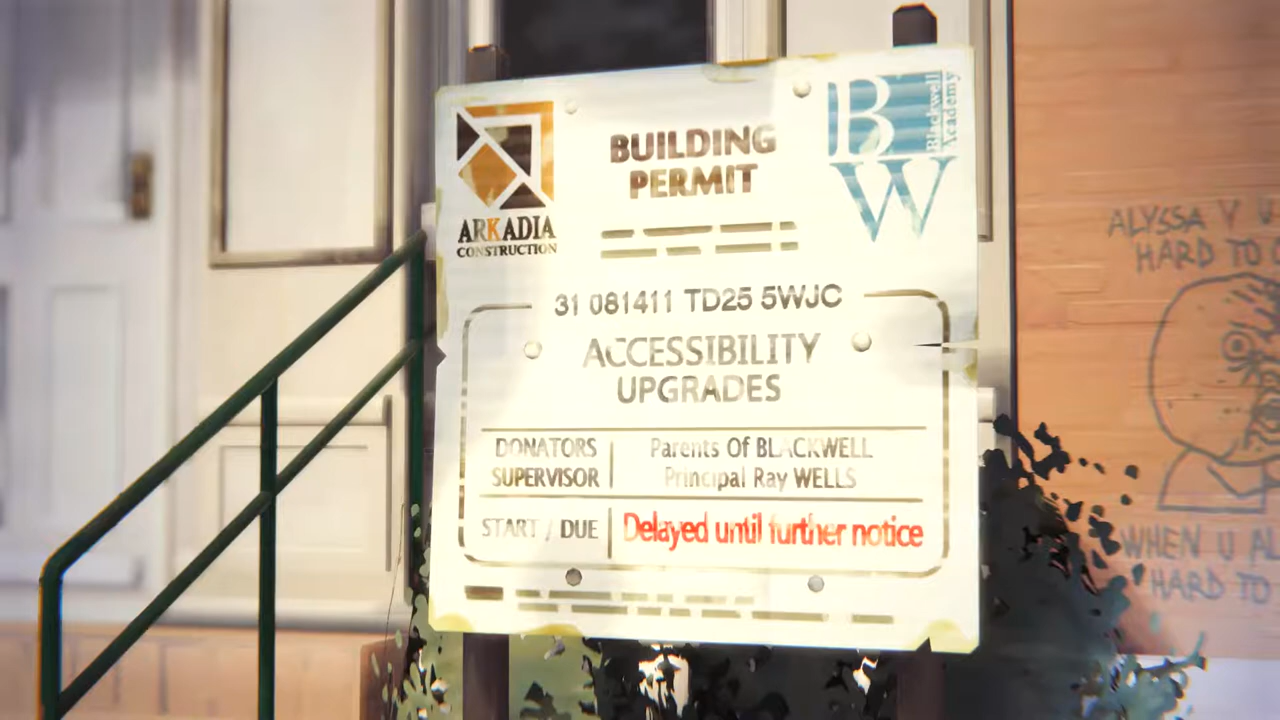 BUILDING
PERMIT
ARKADIA
CONSTRUCTION
BW
Blackwell
Academy
31 081411 TD25 5WJC
ACCESSIBILITY
UPGRADES
DONATORS Parents Of BLACKWELL
SUPERVISOR Principal Ray WELLS
START / DUE Delayed until further notice
ALYSSA Y U
HARD TO
WHEN U
HARD TO